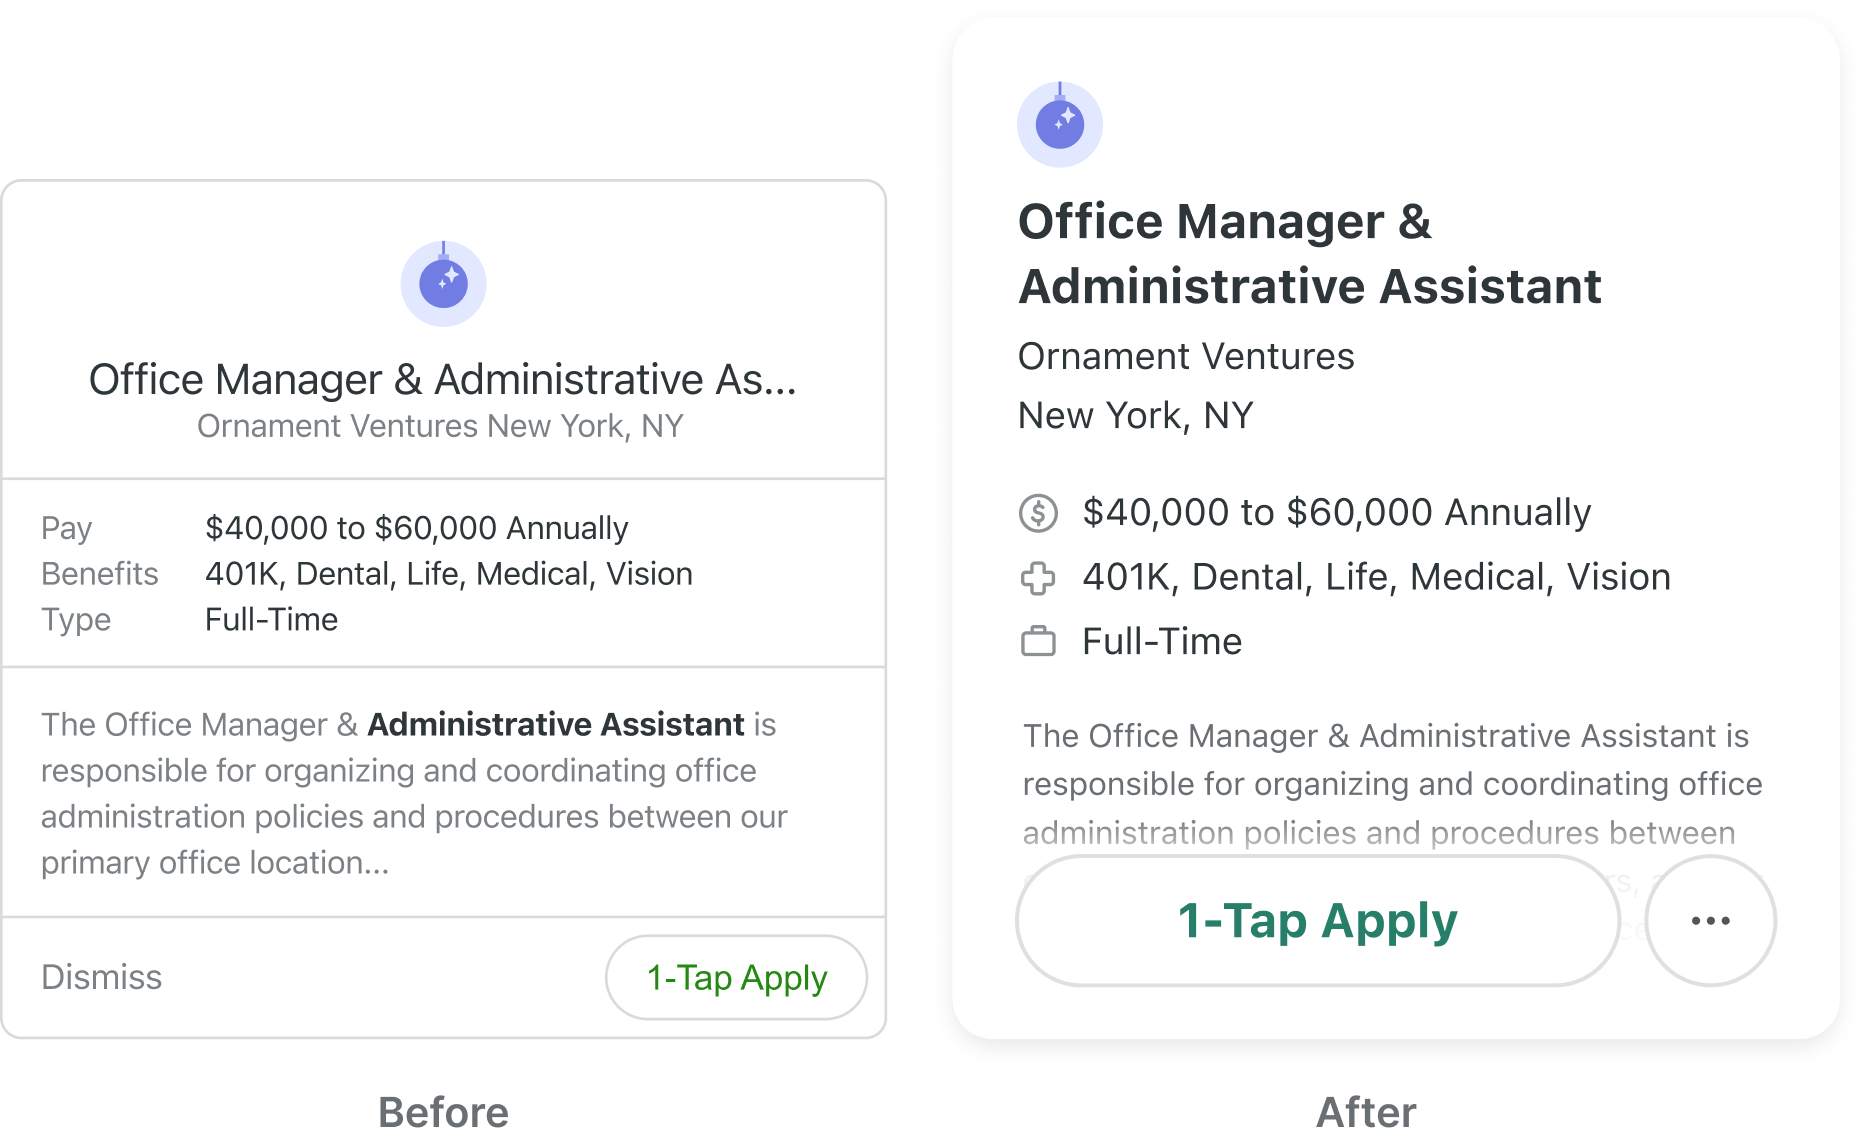 Office Manager & Administrative As...
Ornament Ventures New York, NY
Pay $40,000 to $60,000 Annually
Benefits 401K, Dental, Life, Medical, Vision
Type Full-Time
The Office Manager & Administrative Assistant is
responsible for organizing and coordinating office
administration policies and procedures between our
primary office location...
Dismiss 1-Tap Apply
Before
Office Manager &
Administrative Assistant
Ornament Ventures
New York, NY
$40,000 to $60,000 Annually
401K, Dental, Life, Medical, Vision
Full-Time
The Office Manager & Administrative Assistant is
responsible for organizing and coordinating office
administration policies and procedures between
1-Tap Apply
After